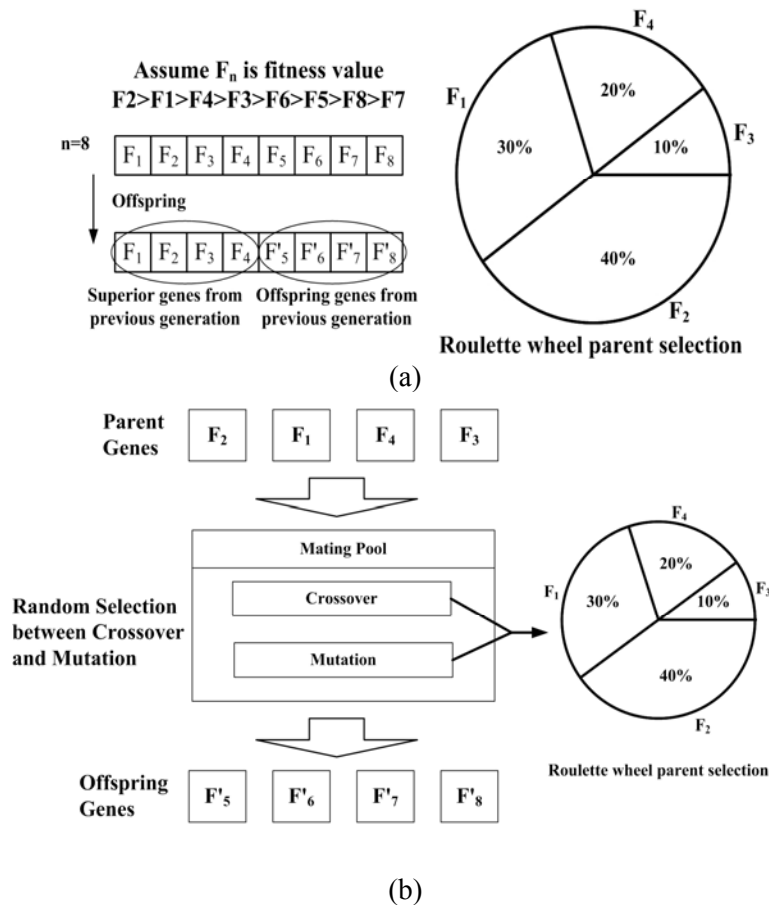 Assume Fn is fitness value
F2>F1>F4>F3>F6>F5>F8>F7
n=8
F1 F2 F3 F4 F5 F6 F7 F8
Offspring
F1 F2 F3 F4 F'5 F'6 F'7 F'8
Superior genes from
previous generation
Offspring genes from
previous generation
F4
F1
20%
F3
30%
10%
40%
F2
Roulette wheel parent selection
(a)
Parent
Genes
F2 F1 F4 F3
Mating Pool
Crossover
Mutation
Random Selection
between Crossover
and Mutation
F4
20%
F1
30%
10%
F3
40%
F2
Roulette wheel parent selection
Offspring
Genes
F'5 F'6 F'7 F'8
(b)